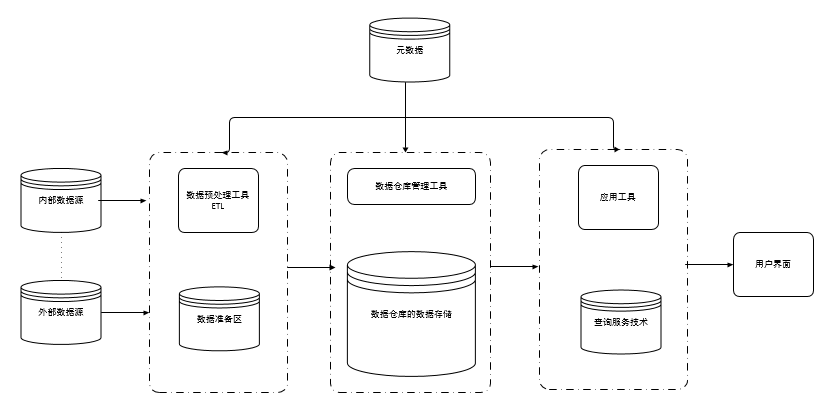 元数据
内部数据源
数据预处理工具
ETL
数据仓库管理工具
应用工具
用户界面
外部数据源
数据准备区
数据仓库的数据存储
查询服务技术